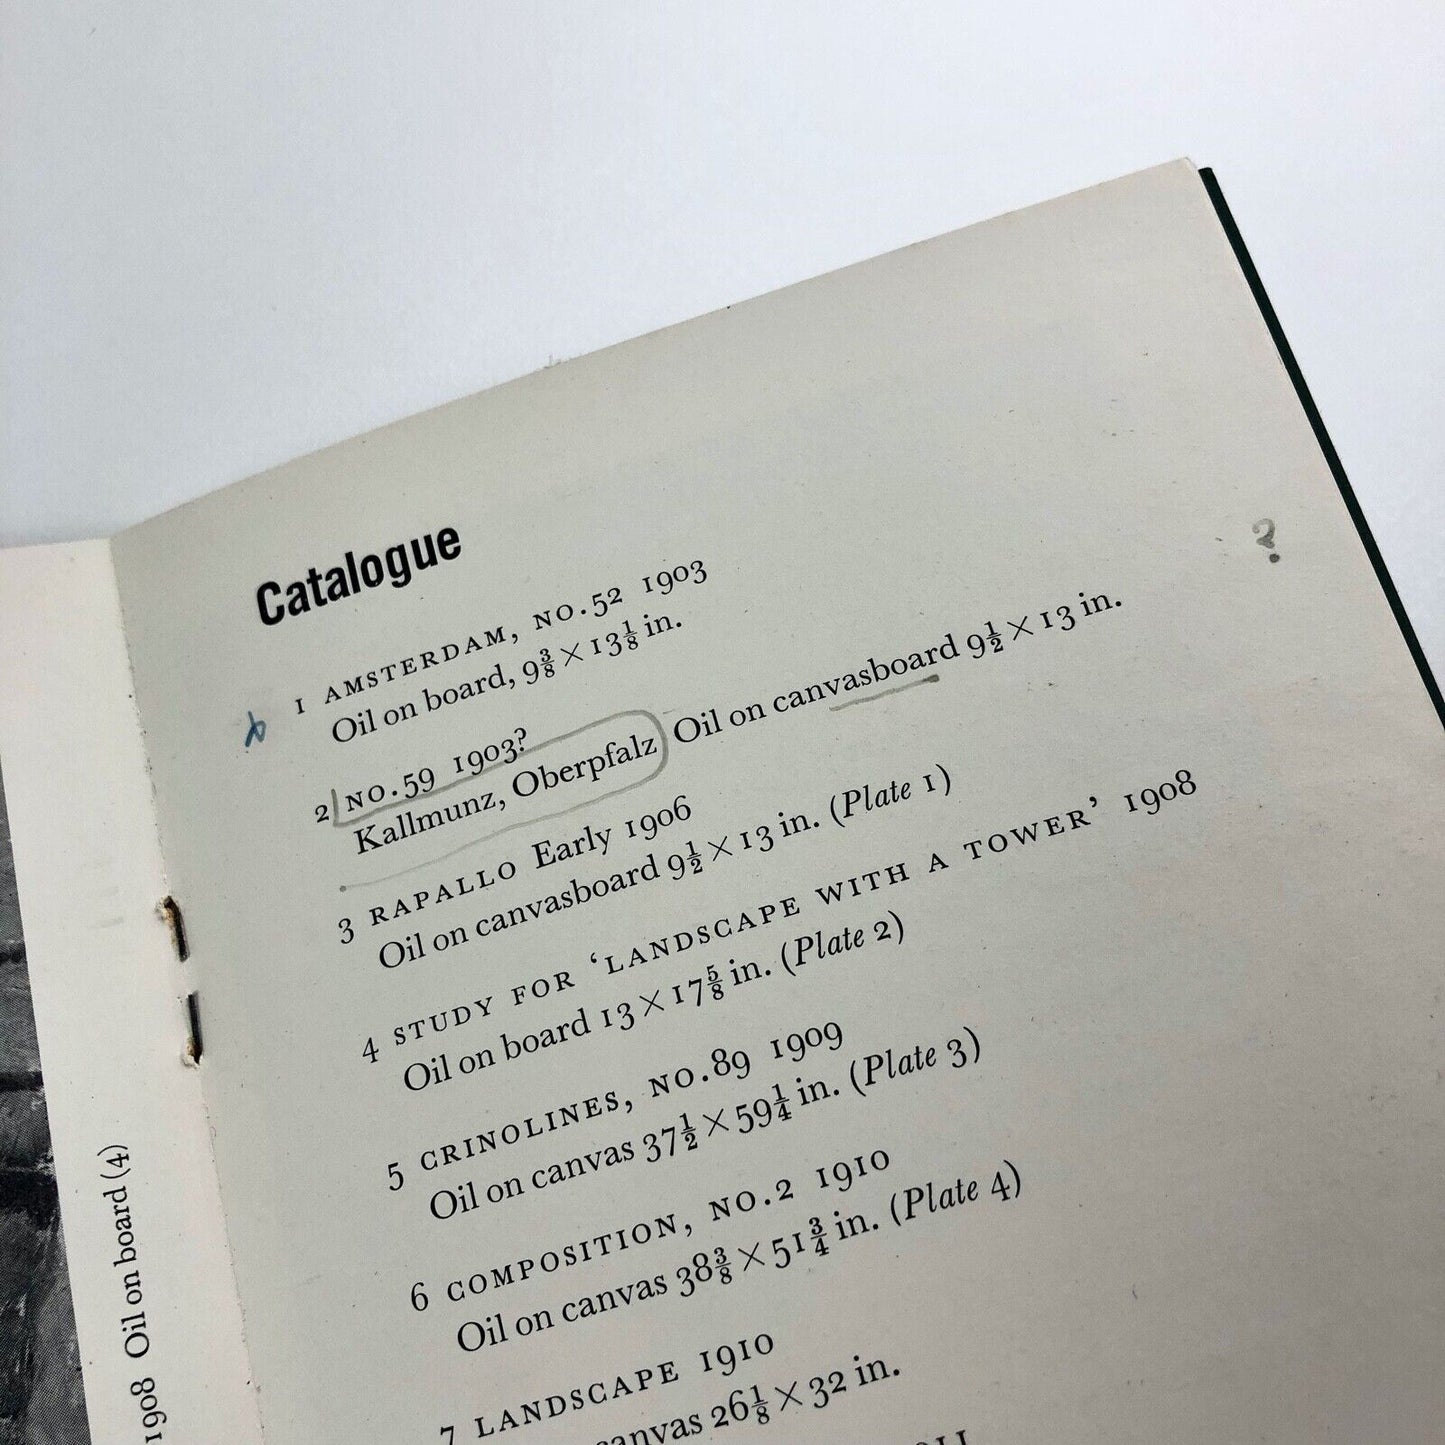 Catalogue
1 AMSTERDAM, NO.52 1903
Oil on board, 9⅜ × 13⅛ in.
?
2 NO.59 1903?
Kallmunz, Oberpfalz Oil on canvasboard 9½ × 13 in.
3 RAPALLO Early 1906
Oil on canvasboard 9½ × 13 in. (Plate 1)
4 STUDY FOR ‘LANDSCAPE WITH A TOWER’ 1908
Oil on board 13 × 17⅝ in. (Plate 2)
5 CRINOLINES, NO.89 1909
Oil on canvas 37½ × 59¼ in. (Plate 3)
6 COMPOSITION, NO.2 1910
Oil on canvas 38⅜ × 51¾ in. (Plate 4)
7 LANDSCAPE 1910
canvas 26⅛ × 32 in.
1908 Oil on board (4)